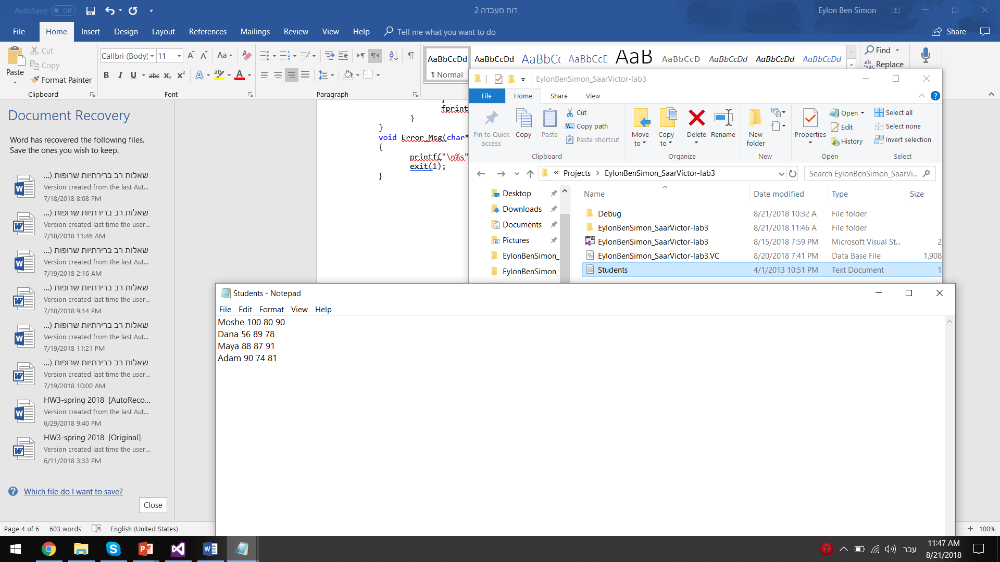 AutoSave Off
דוח מעבדה 2
Eylon Ben Simon
File Home Insert Design Layout References Mailings Review View Help Tell me what you want to do
Share
Paste
Cut
Copy
Format Painter
Clipboard
Calibri (Body) 11
Font
Paragraph
AaBbCcDd AaBbCcDd AaBbCc AaBbCcD AaB AaBbCcD AaBbCcDd AaBbCcDd AaBbCcDd
¶ Normal
Find
Replace
Document Recovery
Word has recovered the following files.
Save the ones you wish to keep.
שאלות רב ברירתיות שרופות (...
Version created from the last Aut...
7/18/2018 8:08 PM
שאלות רב ברירתיות שרופות (...
Version created last time the user...
7/18/2018 11:46 AM
שאלות רב ברירתיות שרופות (...
Version created from the last Aut...
7/19/2018 2:16 AM
שאלות רב ברירתיות שרופות (...
Version created last time the user...
7/18/2018 9:14 PM
שאלות רב ברירתיות שרופות (...
Version created from the last Aut...
7/19/2018 11:21 PM
שאלות רב ברירתיות שרופות (...
Version created last time the user...
7/19/2018 10:00 AM
HW3-spring 2018 [AutoReco...
Version created from the last Aut...
6/29/2018 9:40 PM
HW3-spring 2018 [Original]
Version created last time the user...
6/11/2018 3:33 PM
Which file do I want to save?
Close
fprint
}
}
void Error_Msg(char*
{
printf("\n%s"
exit(1);
}
EylonBenSimon_SaarVictor-lab3
File Home Share View
Pin to Quick access
Copy
Paste
Cut
Copy path
Paste shortcut
Clipboard
Move to
Copy to
Delete
Rename
Organize
New folder
New
Properties
Open
Edit
History
Open
Select all
Select none
Invert selection
Select
« Projects > EylonBenSimon_SaarVictor-lab3
Search EylonBenSimon_SaarVi...
Desktop
Downloads
Documents
Pictures
EylonBenSimon_
EylonBenSimon_
Name Date modified Type Size
Debug 8/21/2018 10:32 A File folder
EylonBenSimon_SaarVictor-lab3 8/21/2018 11:46 A File folder
EylonBenSimon_SaarVictor-lab3 8/15/2018 7:59 PM Microsoft Visual St... 2
EylonBenSimon_SaarVictor-lab3.VC 8/20/2018 7:41 PM Data Base File 1,908
Students 4/1/2013 10:51 PM Text Document 1
Students - Notepad
File Edit Format View Help
Moshe 100 80 90
Dana 56 89 78
Maya 88 87 91
Adam 90 74 81
Page 4 of 6 603 words English (United States)
100%
עבר
11:47 AM
8/21/2018